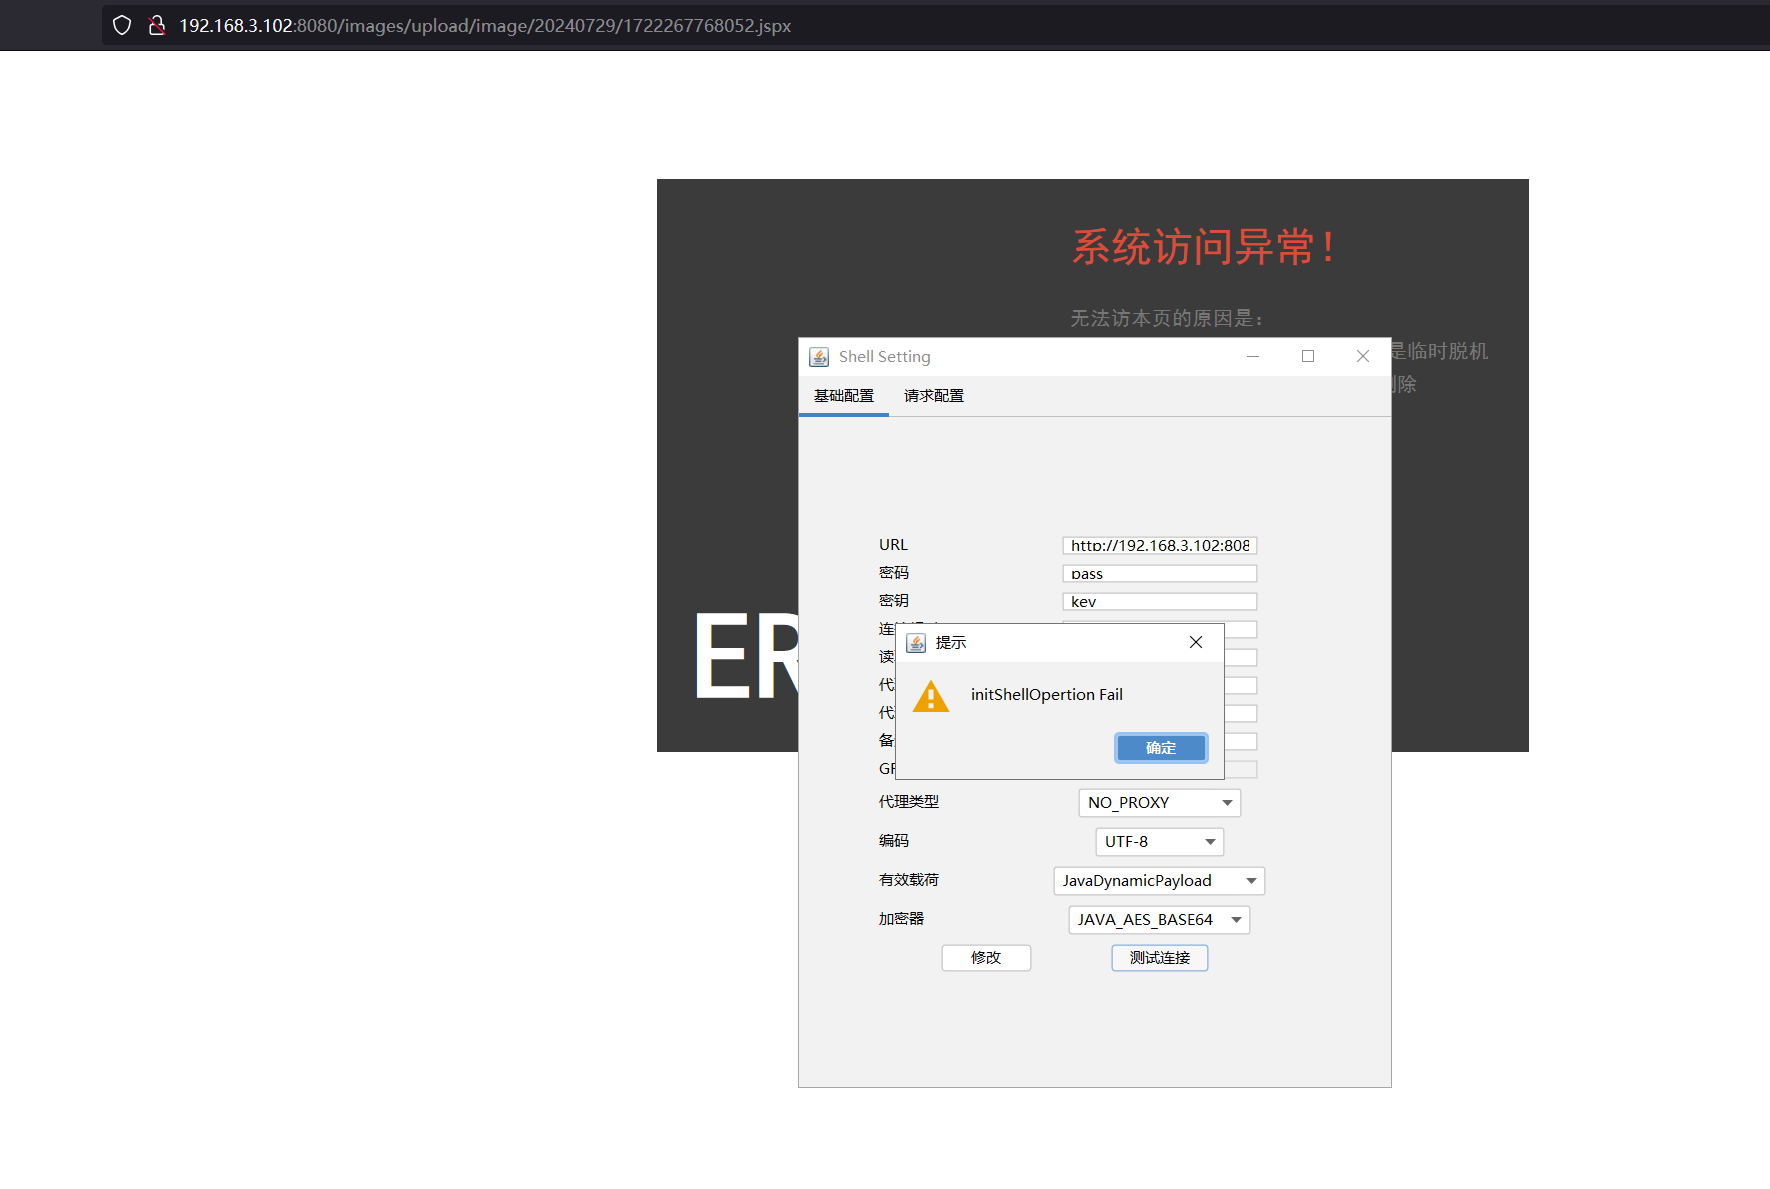 192.168.3.102:8080/images/upload/image/20240729/1722267768052.jspx
系统访问异常！
无法访本页的原因是：
是临时脱机
除
ER
Shell Setting
基础配置 请求配置
URL http://192.168.3.102:808
密码 pass
密钥 key
连
读
代
代
备
提示
initShellOpertion Fail
确定
代理类型 NO_PROXY
编码 UTF-8
有效载荷 JavaDynamicPayload
加密器 JAVA_AES_BASE64
修改 测试连接